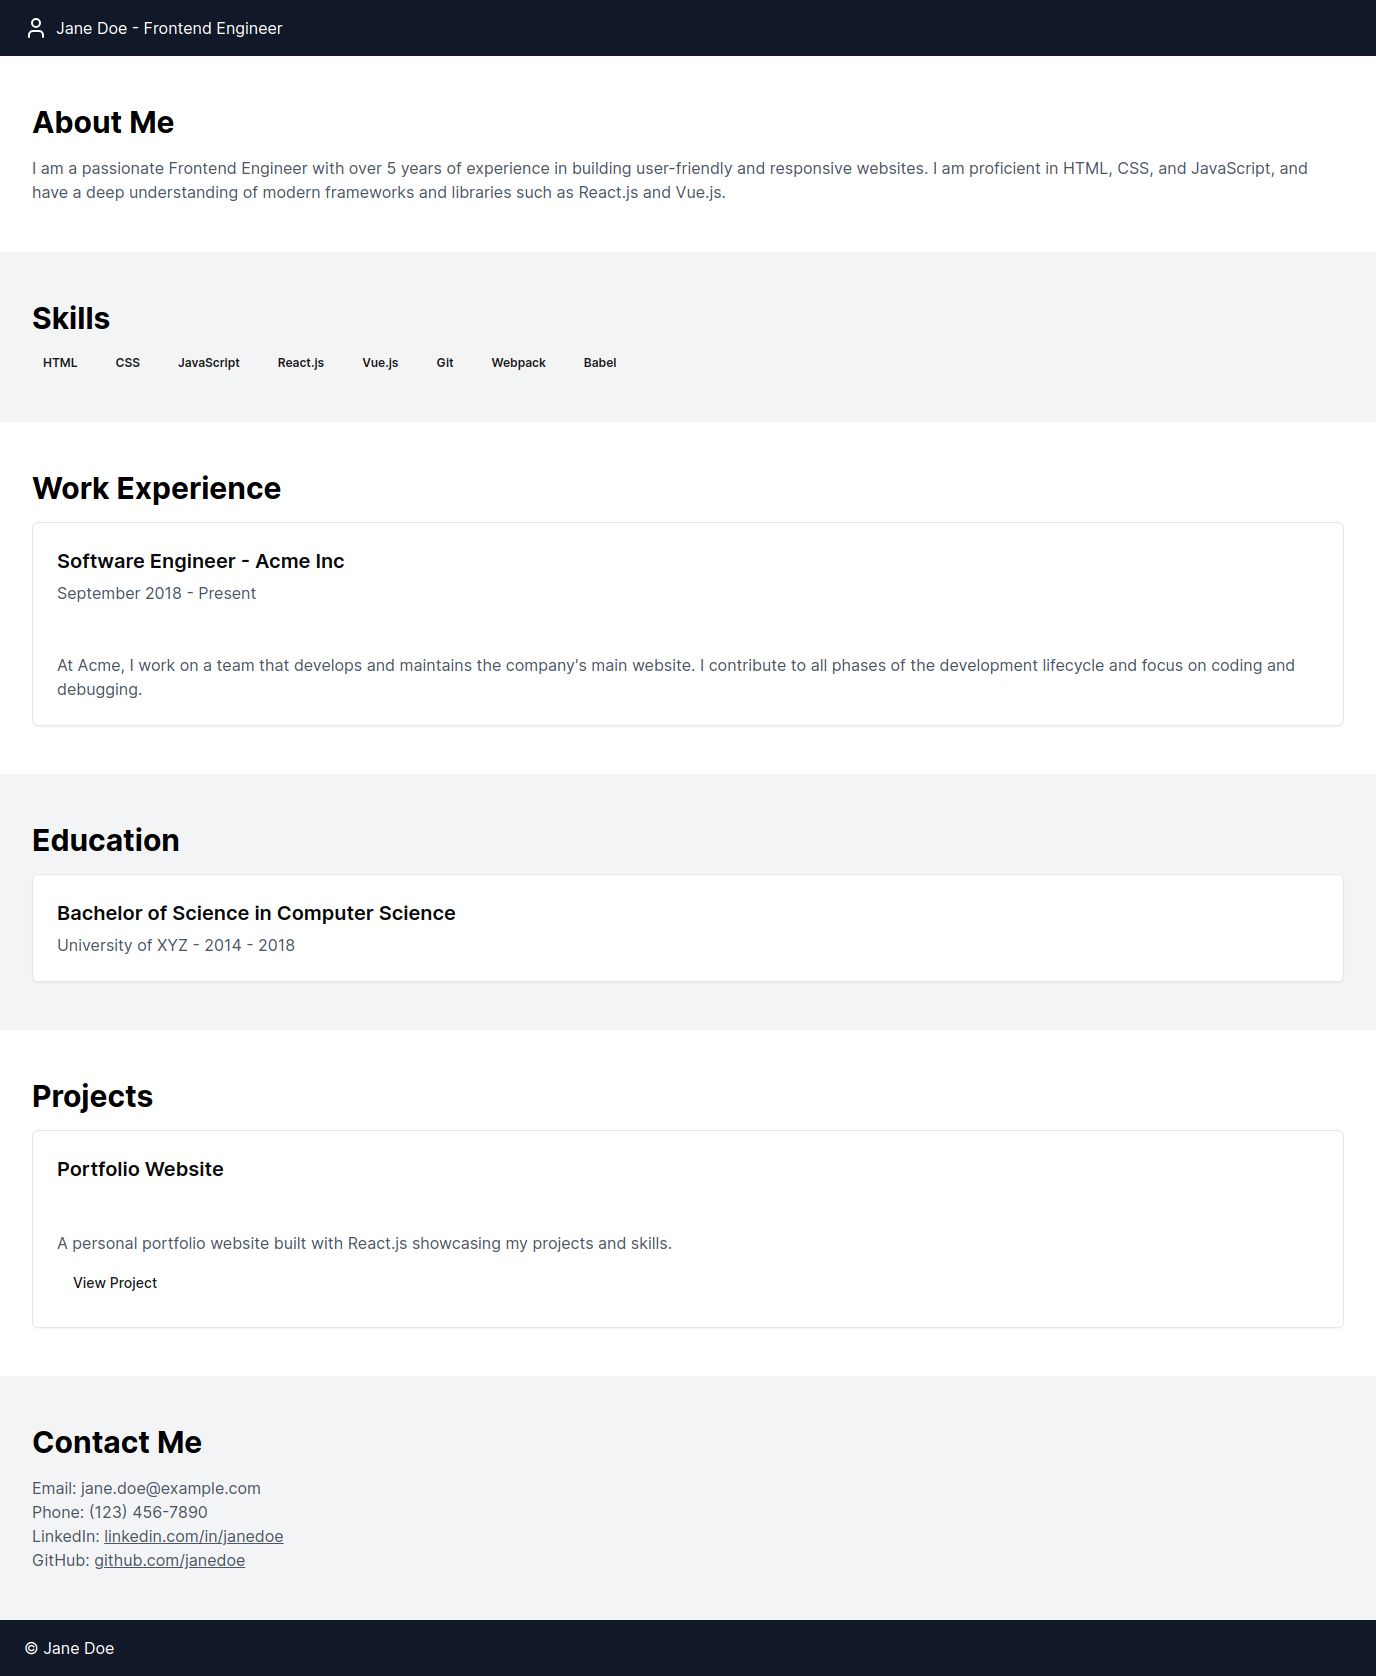 Jane Doe - Frontend Engineer
About Me
I am a passionate Frontend Engineer with over 5 years of experience in building user-friendly and responsive websites. I am proficient in HTML, CSS, and JavaScript, and
have a deep understanding of modern frameworks and libraries such as React.js and Vue.js.
Skills
HTML CSS JavaScript React.js Vue.js Git Webpack Babel
Work Experience
Software Engineer - Acme Inc
September 2018 - Present
At Acme, I work on a team that develops and maintains the company's main website. I contribute to all phases of the development lifecycle and focus on coding and
debugging.
Education
Bachelor of Science in Computer Science
University of XYZ - 2014 - 2018
Projects
Portfolio Website
A personal portfolio website built with React.js showcasing my projects and skills.
View Project
Contact Me
Email: jane.doe@example.com
Phone: (123) 456-7890
LinkedIn: linkedin.com/in/janedoe
GitHub: github.com/janedoe
© Jane Doe